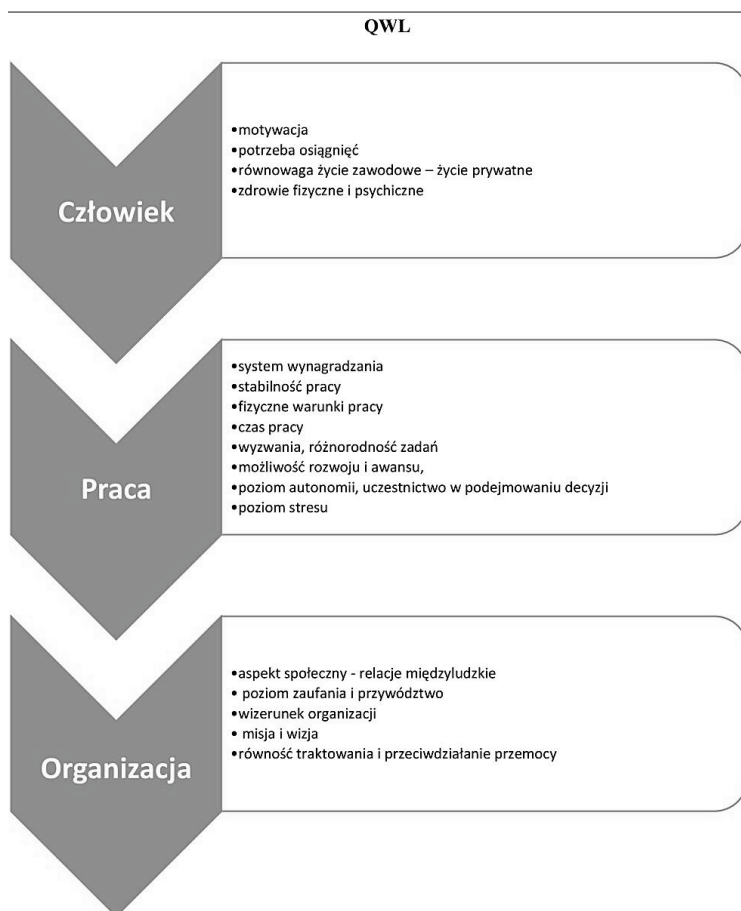 QWL
Człowiek
•motywacja
•potrzeba osiągnięć
•równowaga życie zawodowe – życie prywatne
•zdrowie fizyczne i psychiczne
Praca
•system wynagradzania
•stabilność pracy
•fizyczne warunki pracy
•czas pracy
•wyzwania, różnorodność zadań
•możliwość rozwoju i awansu,
•poziom autonomii, uczestnictwo w podejmowaniu decyzji
•poziom stresu
Organizacja
•aspekt społeczny - relacje międzyludzkie
• poziom zaufania i przywództwo
•wizerunek organizacji
• misja i wizja
•równość traktowania i przeciwdziałanie przemocy